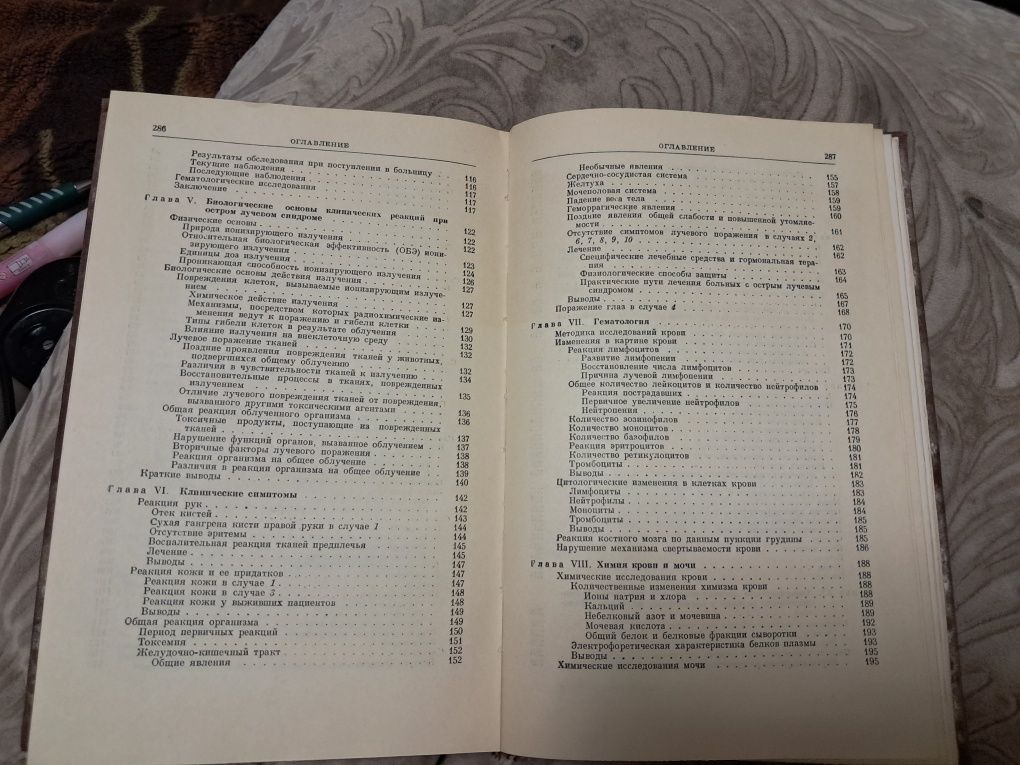 286
ОГЛАВЛЕНИЕ
Результаты обследования при поступлении в больницу . 116
Текущие наблюдения . . . 116
Последующие наблюдения . . . 117
Гематологические исследования . . . 117
Заключение . . . 117
Глава V. Биологические основы клинических реакций при
остром лучевом синдроме . . . 122
Физические основы . . . 122
Природа ионизирующего излучения . . . 122
Относительная биологическая эффективность (ОБЭ) иони-
зирующего излучения . . . 123
Единицы доз излучения . . . 124
Проникающая способность ионизирующего излучения . . . 126
Биологические основы действия излучения . . . 127
Повреждения клеток, вызываемые ионизирующим излуче-
нием . . . 127
Химическое действие излучения . . . 127
Механизмы, посредством которых радиохимические из-
менения ведут к поражению и гибели клетки . . . 129
Типы гибели клеток в результате облучения . . . 130
Влияние излучения на внеклеточную среду . . . 132
Лучевое поражение тканей . . .
Поздние проявления повреждения тканей у животных,
подвергшихся общему облучению . . . 132
Различия в чувствительности тканей к излучению . . . 134
Восстановительные процессы в тканях, поврежденных
излучением . . . 135
Отличие лучевого повреждения тканей от повреждения,
вызванного другими токсическими агентами . . . 136
Общая реакция облученного организма . . . 136
Токсичные продукты, поступающие из поврежденных
тканей . . . 137
Нарушение функций органов, вызванное облучением . . . 137
Вторичные факторы лучевого поражения . . . 138
Реакция организма на общее облучение . . . 138
Различия в реакции организма на общее облучение . . . 139
Краткие выводы . . . 140
Глава VI. Клинические симптомы . . . 142
Реакция рук . . . 142
Отек кистей . . . 143
Сухая гангрена кисти правой руки в случае 1 . . . 144
Отсутствие эритемы . . . 144
Воспалительная реакция тканей предплечья . . . 145
Лечение . . . 145
Выводы . . . 147
Реакция кожи и ее придатков . . . 147
Реакция кожи в случае 1 . . . 147
Реакция кожи в случае 3 . . . 148
Реакция кожи у выживших пациентов . . . 148
Выводы . . . 149
Общая реакция организма . . . 149
Период первичных реакций . . . 150
Токсемия . . . 151
Желудочно-кишечный тракт . . . 152
Общие явления . . . 152
ОГЛАВЛЕНИЕ
287
Необычные явления . . . 155
Сердечно-сосудистая система . . . 157
Желтуха . . . 158
Мочеполовая система . . . 159
Падение веса тела . . . 159
Геморрагические явления . . . 160
Поздние явления общей слабости и повышенной утомляе-
мости . . . 161
Отсутствие симптомов лучевого поражения в случаях 2,
6, 7, 8, 9, 10 . . . 162
Лечение . . . 162
Специфические лечебные средства и гормональная тера-
пия . . . 163
Физиологические способы защиты . . . 164
Практические пути лечения больных с острым лучевым
синдромом . . . 165
Выводы . . . 167
Поражение глаз в случае 4 . . . 168
Глава VII. Гематология . . . 170
Методика исследований крови . . . 170
Изменения в картине крови . . . 171
Реакция лимфоцитов . . . 172
Развитие лимфопении . . . 172
Восстановление числа лимфоцитов . . . 173
Причина лучевой лимфопении . . . 173
Общее количество лейкоцитов и количество нейтрофилов . 174
Реакция пострадавших . . . 174
Первичное увеличение нейтрофилов . . . 175
Нейтропения . . . 176
Количество эозинофилов . . . 177
Количество моноцитов . . . 178
Количество базофилов . . . 179
Реакция эритроцитов . . . 180
Количество ретикулоцитов . . . 181
Тромбоциты . . . 181
Выводы . . . 182
Цитологические изменения в клетках крови . . . 183
Лимфоциты . . . 183
Нейтрофилы . . . 184
Моноциты . . . 184
Тромбоциты . . . 185
Выводы . . . 185
Реакция костного мозга по данным пункции грудины . . . 185
Нарушение механизма свертываемости крови . . . 186
Глава VIII. Химия крови и мочи . . . 188
Химические исследования крови . . . 188
Количественные изменения химизма крови . . . 188
Ионы натрия и хлора . . . 188
Кальций . . . 189
Небелковый азот и мочевина . . . 189
Мочевая кислота . . . 192
Общий белок и белковые фракции сыворотки . . . 193
Электрофоретическая характеристика белков плазмы . . . 193
Выводы . . . 195
Химические исследования мочи . . . 195